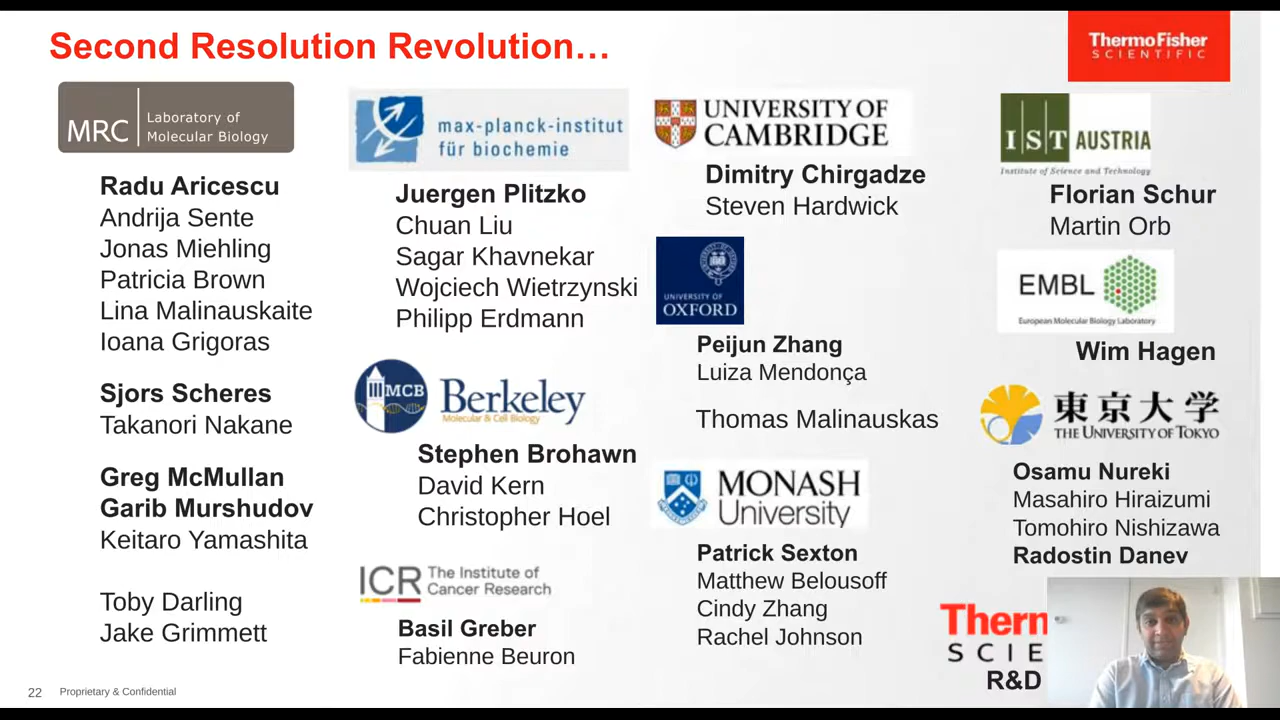 Second Resolution Revolution…
ThermoFisher
SCIENTIFIC
MRC
Laboratory of
Molecular Biology
Radu Aricescu
Andrija Sente
Jonas Miehling
Patricia Brown
Lina Malinauskaite
Ioana Grigoras
Sjors Scheres
Takanori Nakane
Greg McMullan
Garib Murshudov
Keitaro Yamashita
Toby Darling
Jake Grimmett
max-planck-institut
für biochemie
Juergen Plitzko
Chuan Liu
Sagar Khavnekar
Wojciech Wietrzynski
Philipp Erdmann
MCB
Berkeley
Molecular & Cell Biology
Stephen Brohawn
David Kern
Christopher Hoel
ICR
The Institute of
Cancer Research
Basil Greber
Fabienne Beuron
UNIVERSITY OF
CAMBRIDGE
Dimitry Chirgadze
Steven Hardwick
UNIVERSITY OF
OXFORD
Peijun Zhang
Luiza Mendonça
Thomas Malinauskas
MONASH
University
Patrick Sexton
Matthew Belousoff
Cindy Zhang
Rachel Johnson
IST AUSTRIA
Institute of Science and Technology
Florian Schur
Martin Orb
EMBL
European Molecular Biology Laboratory
Wim Hagen
東京大学
THE UNIVERSITY OF TOKYO
Osamu Nureki
Masahiro Hiraizumi
Tomohiro Nishizawa
Radostin Danev
Therm
SCIE
R&D
22
Proprietary & Confidential